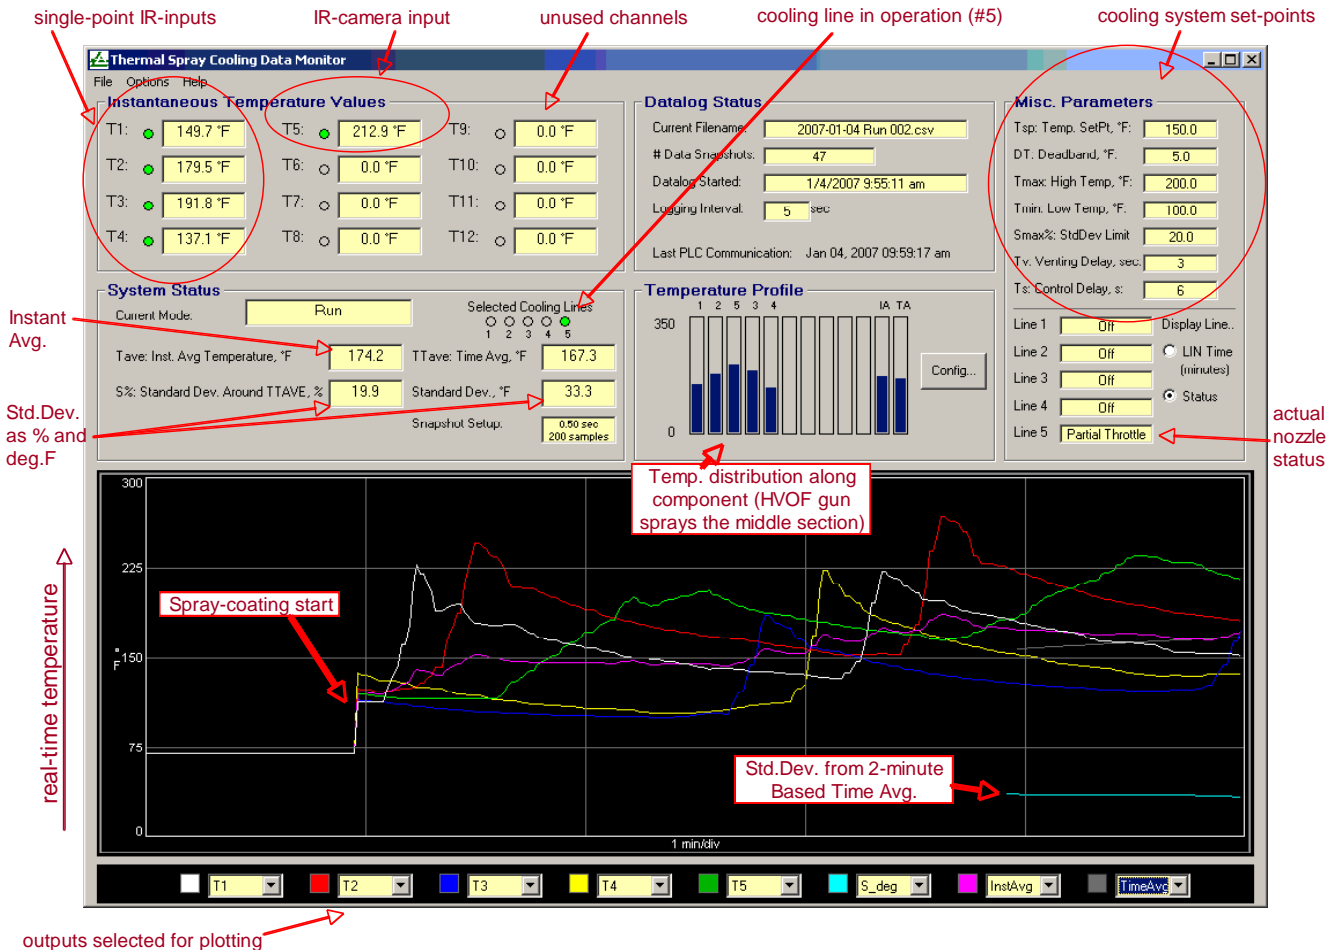 single-point IR-inputs
IR-camera input
unused channels
cooling line in operation (#5)
cooling system set-points
Thermal Spray Cooling Data Monitor
File Options Help
Instantaneous Temperature Values
T1: 149.7 °F
T2: 179.5 °F
T3: 191.8 °F
T4: 137.1 °F
T5: 212.9 °F
T6: 0.0 °F
T7: 0.0 °F
T8: 0.0 °F
T9: 0.0 °F
T10: 0.0 °F
T11: 0.0 °F
T12: 0.0 °F
Datalog Status
Current Filename: 2007-01-04 Run 002.csv
# Data Snapshots: 47
Datalog Started: 1/4/2007 9:55:11 am
Logging Interval: 5 sec
Last PLC Communication: Jan 04, 2007 09:59:17 am
Misc. Parameters
Tsp: Temp. SetPt, °F: 150.0
DT: Deadband, °F: 5.0
Tmax: High Temp, °F: 200.0
Tmin. Low Temp, °F: 100.0
Smax%: StdDev Limit 20.0
Tv. Venting Delay, sec: 3
Ts: Control Delay, s: 6
Line 1 Off
Line 2 Off
Line 3 Off
Line 4 Off
Line 5 Partial Throttle
Display Line..
LIN Time
(minutes)
Status
System Status
Current Mode: Run
Selected Cooling Lines
1 2 3 4 5
Tave: Inst. Avg Temperature, °F 174.2
TTave: Time Avg, °F 167.3
S%: Standard Dev. Around TTAVE, % 19.9
Standard Dev., °F 33.3
Snapshot Setup: 0.50 sec
200 samples
Temperature Profile
1 2 5 3 4 IA TA
350
0
Config...
Instant
Avg.
Std.Dev.
as % and
deg.F
actual
nozzle
status
Temp. distribution along
component (HVOF gun
sprays the middle section)
300
225
150
75
0
°F
real-time temperature
Spray-coating start
Std.Dev. from 2-minute
Based Time Avg.
1 min/div
T1 T2 T3 T4 T5 S_deg InstAvg TimeAvg
outputs selected for plotting